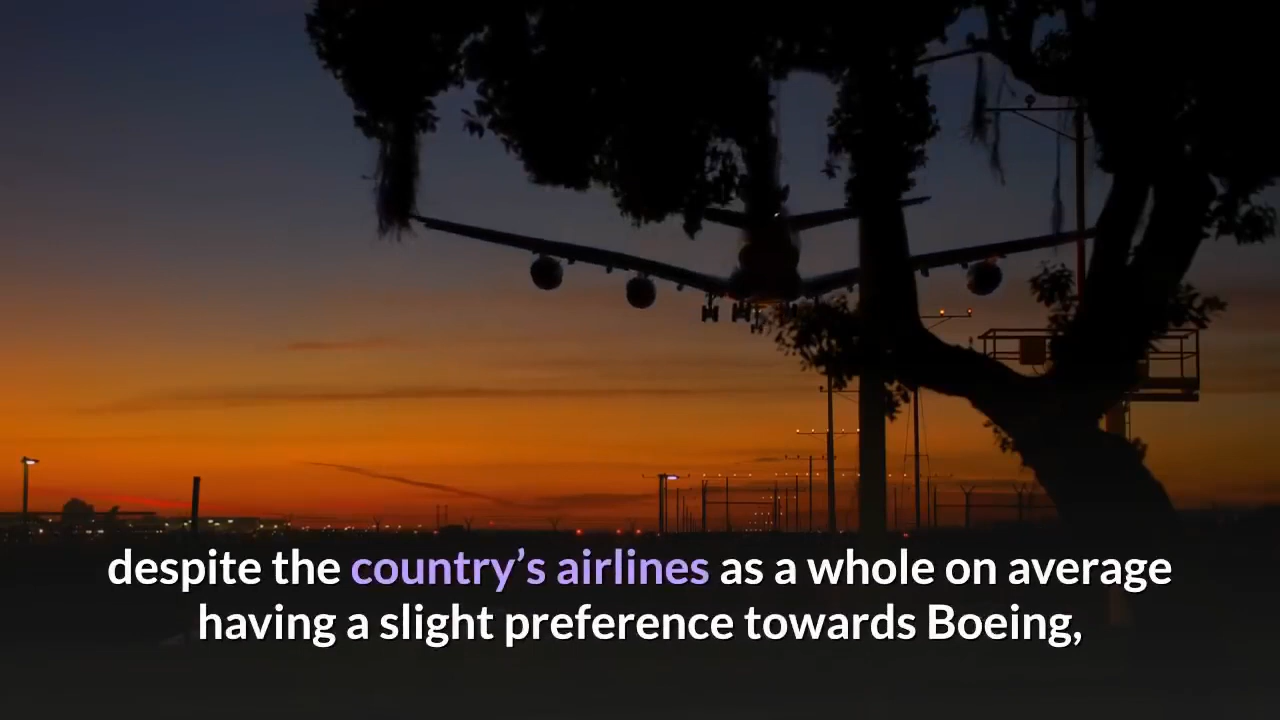 despite the country’s airlines as a whole on average
having a slight preference towards Boeing,